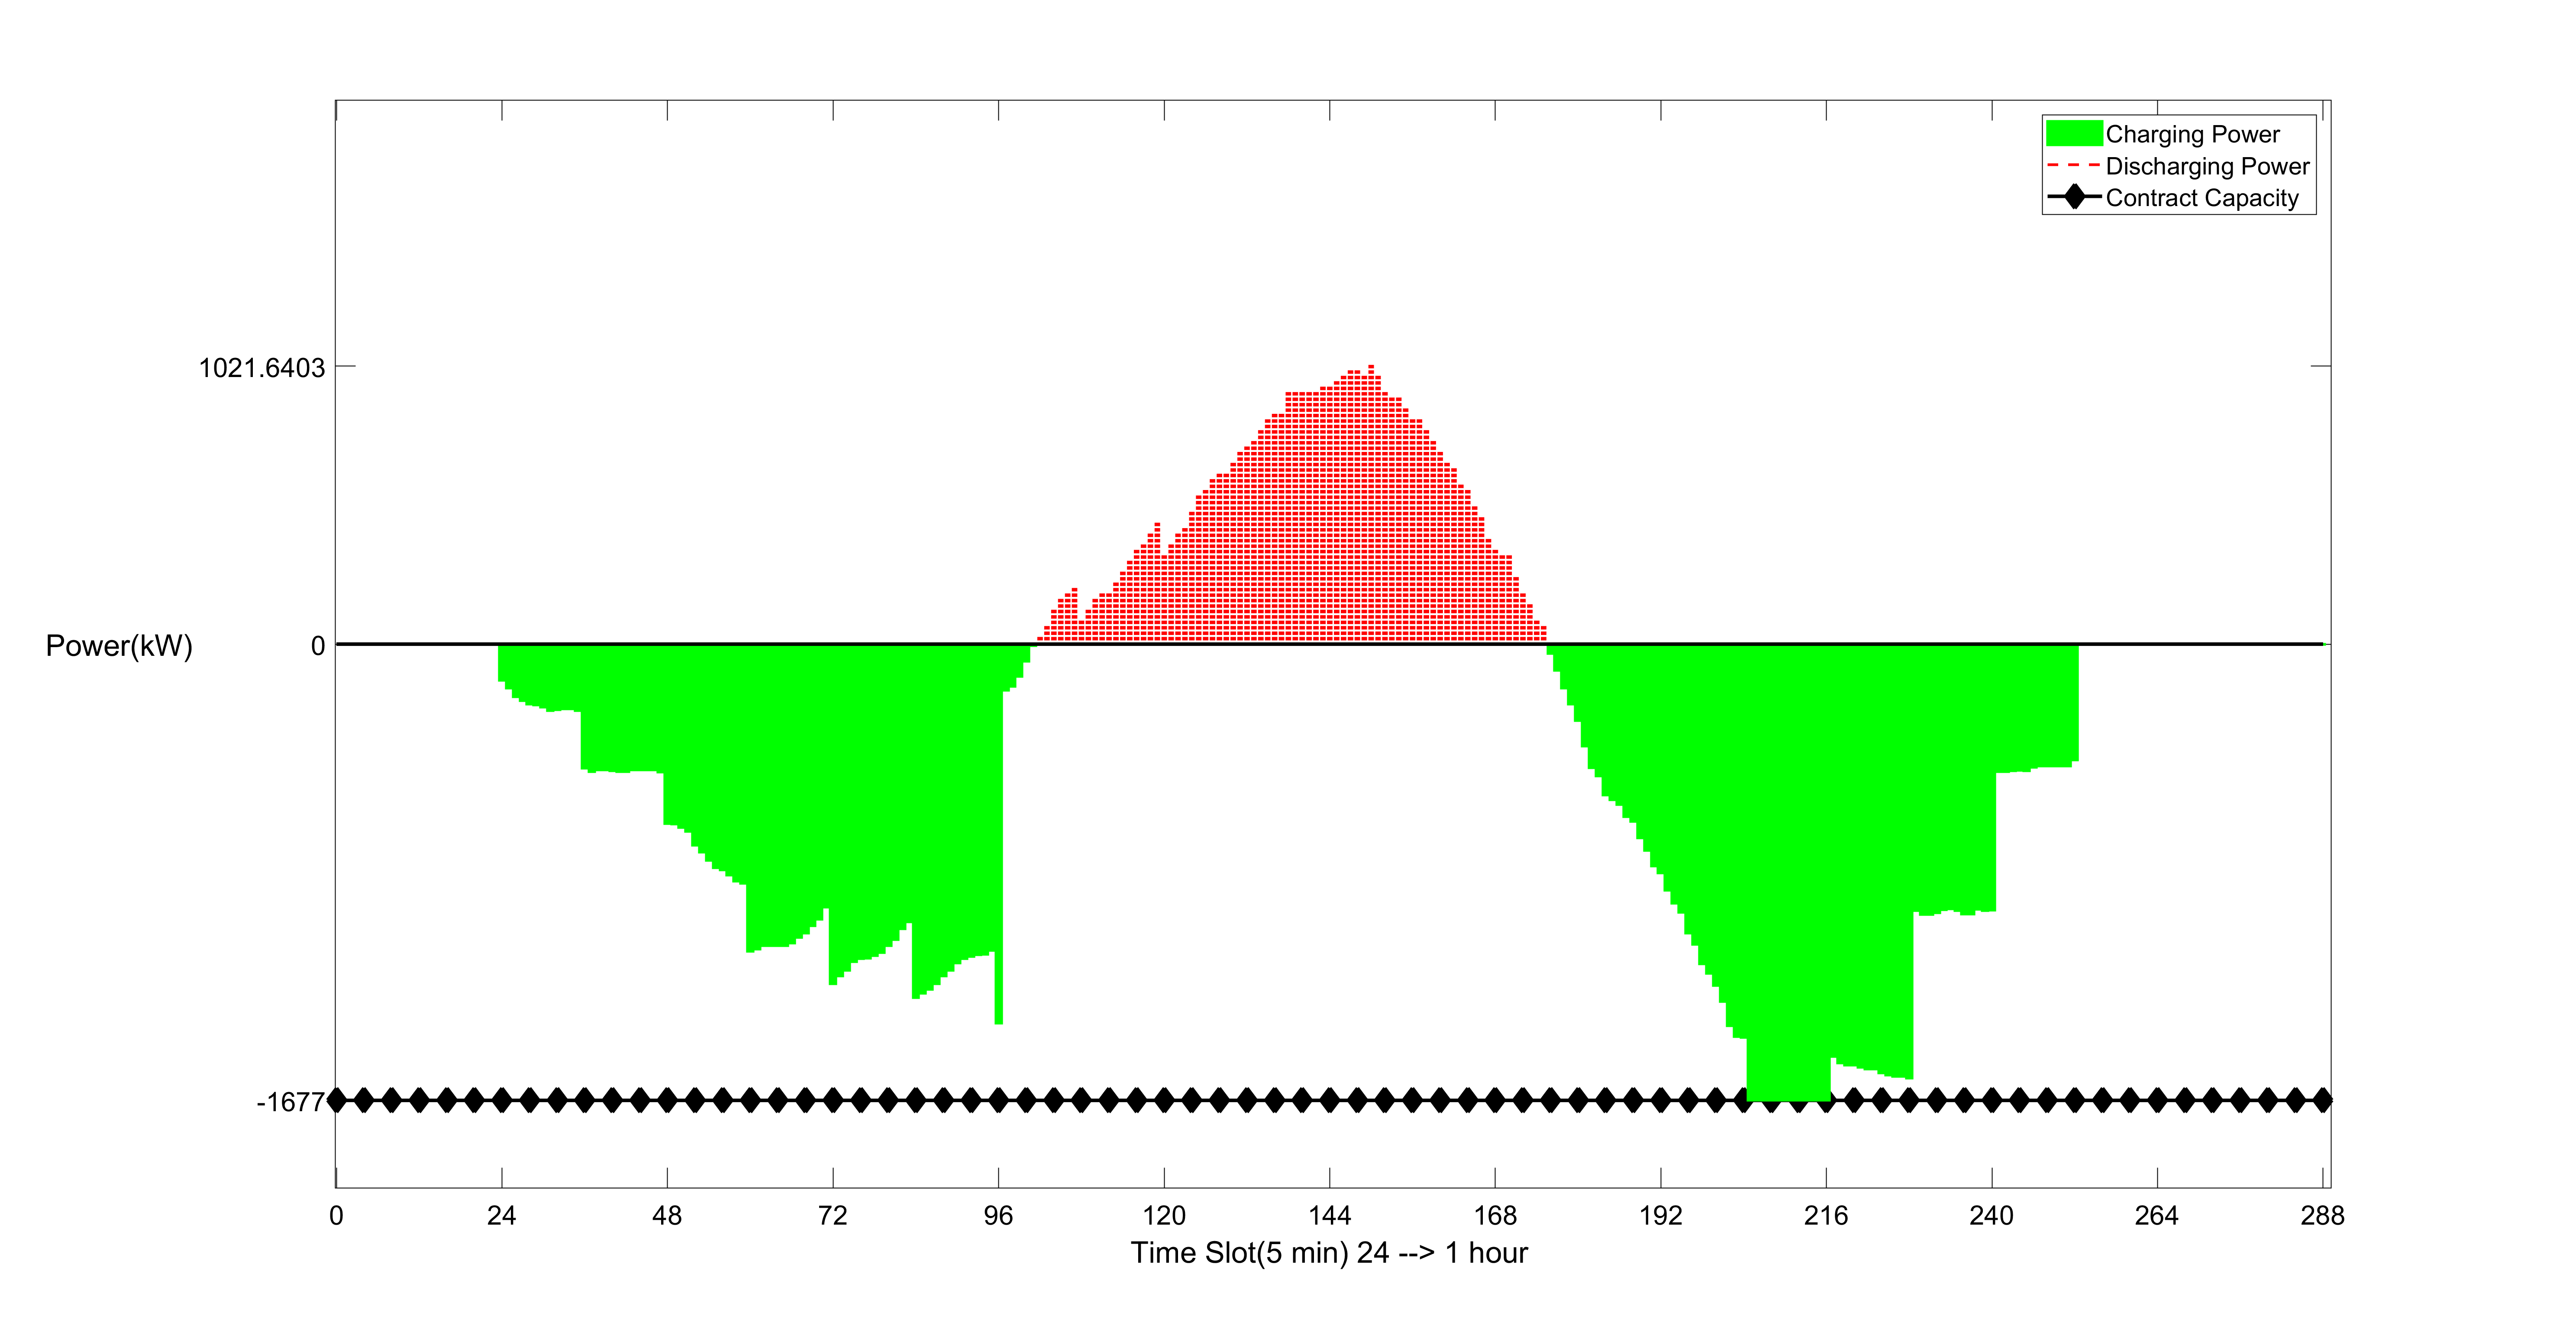 Charging Power
Discharging Power
Contract Capacity
1021.6403
Power(kW)
0
-1677
0 24 48 72 96 120 144 168 192 216 240 264 288
Time Slot(5 min) 24 --> 1 hour